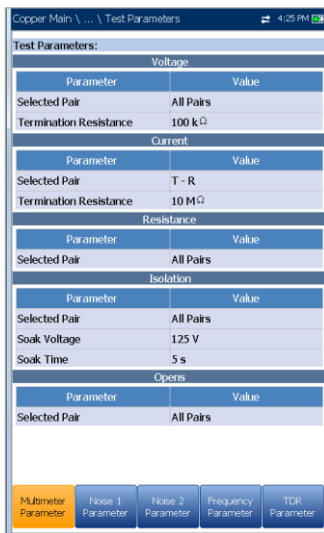 Copper Main \ ... \ Test Parameters 4:25 PM
Test Parameters:
Voltage
Parameter Value
Selected Pair All Pairs
Termination Resistance 100 kΩ
Current
Parameter Value
Selected Pair T - R
Termination Resistance 10 MΩ
Resistance
Parameter Value
Selected Pair All Pairs
Isolation
Parameter Value
Selected Pair All Pairs
Soak Voltage 125 V
Soak Time 5 s
Opens
Parameter Value
Selected Pair All Pairs
Multimeter Noise 1 Noise 2 Frequency TDR
Parameter Parameter Parameter Parameter Parameter